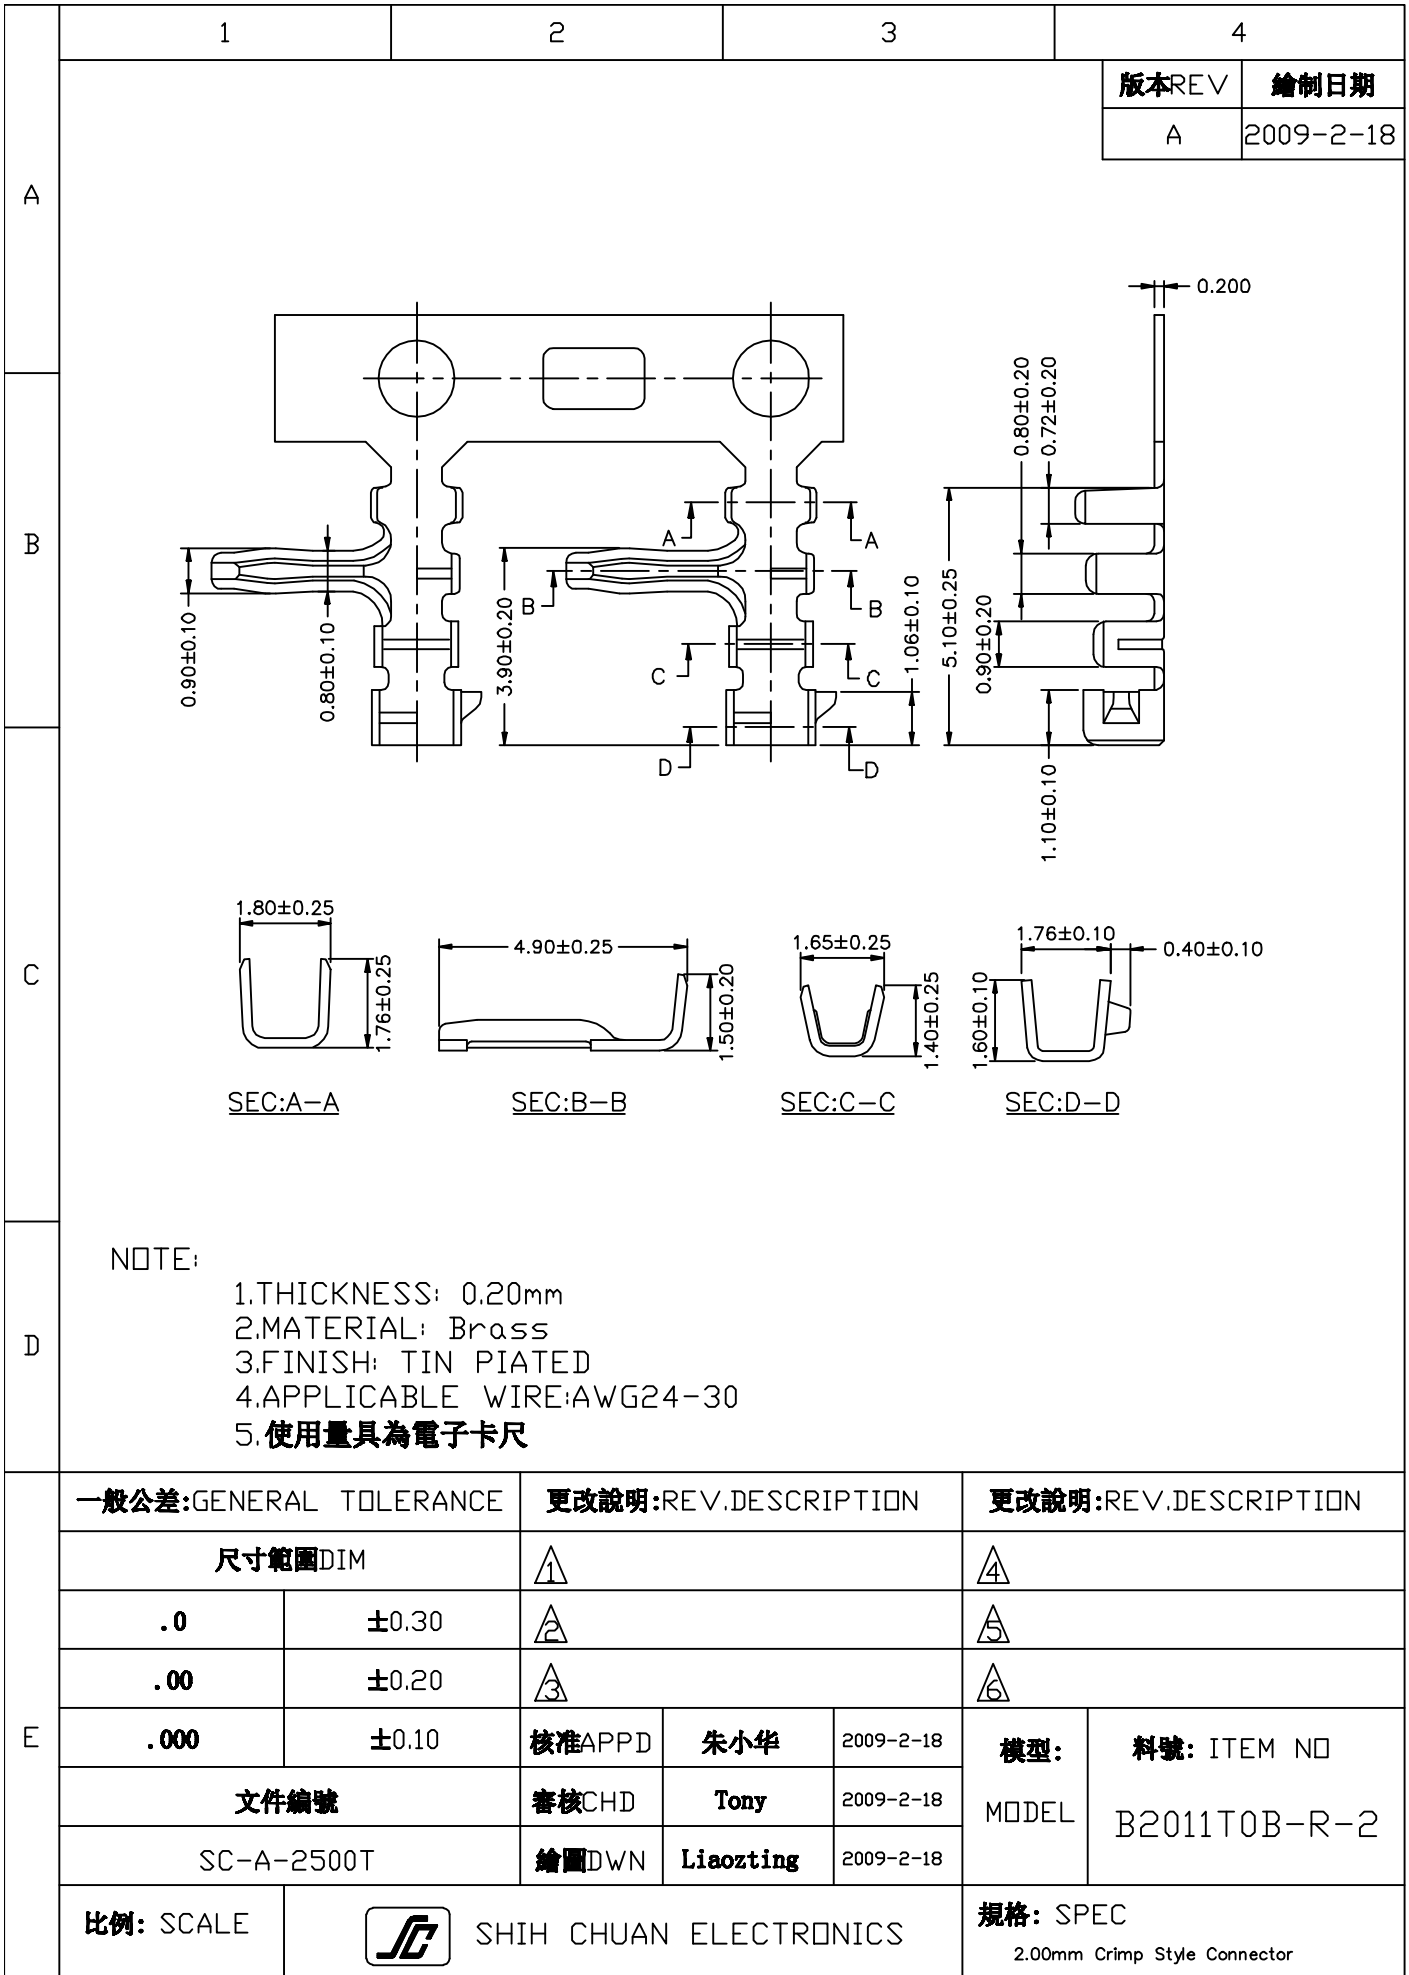 1 2 3 4
版本REV 繪制日期
A 2009-2-18
A
B
C
D
E
0.200
0.80±0.20
0.72±0.20
A A
B B
C C
D D
0.90±0.10
0.80±0.10
3.90±0.20
1.06±0.10
5.10±0.25
0.90±0.20
1.10±0.10
1.80±0.25
1.76±0.25
SEC:A-A
4.90±0.25
1.50±0.20
SEC:B-B
1.65±0.25
1.40±0.25
SEC:C-C
1.76±0.10
0.40±0.10
1.60±0.10
SEC:D-D
NOTE:
1.THICKNESS: 0.20mm
2.MATERIAL: Brass
3.FINISH: TIN PIATED
4.APPLICABLE WIRE:AWG24-30
5.使用量具為電子卡尺
一般公差:GENERAL TOLERANCE
更改說明:REV.DESCRIPTION
更改說明:REV.DESCRIPTION
尺寸範圍DIM
1
4
.0 ±0.30
2
5
.00 ±0.20
3
6
.000 ±0.10
核准APPD 朱小华 2009-2-18
模型:
MODEL
料號: ITEM NO
B2011T0B-R-2
文件編號
審核CHD Tony 2009-2-18
SC-A-2500T
繪圖DWN Liaozting 2009-2-18
比例: SCALE
SC
SHIH CHUAN ELECTRONICS
規格: SPEC
2.00mm Crimp Style Connector